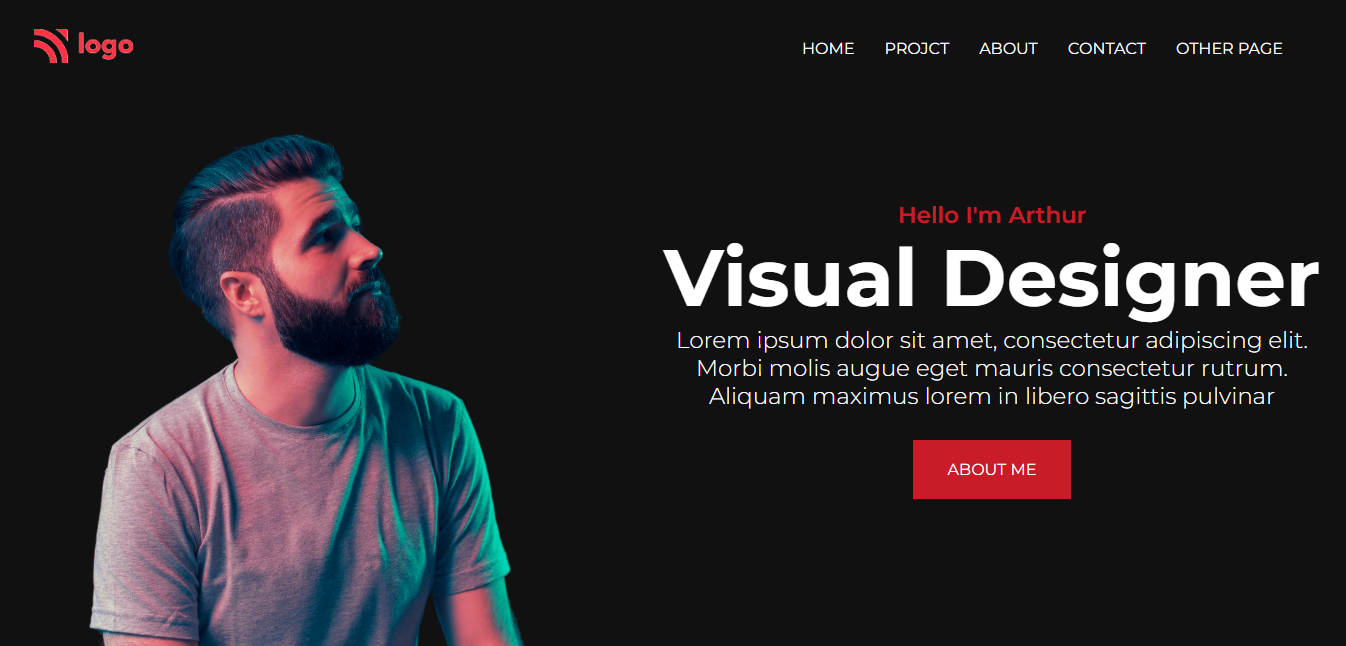 logo
HOME PROJCT ABOUT CONTACT OTHER PAGE
Hello I'm Arthur
Visual Designer
Lorem ipsum dolor sit amet, consectetur adipiscing elit.
Morbi molis augue eget mauris consectetur rutrum.
Aliquam maximus lorem in libero sagittis pulvinar
ABOUT ME